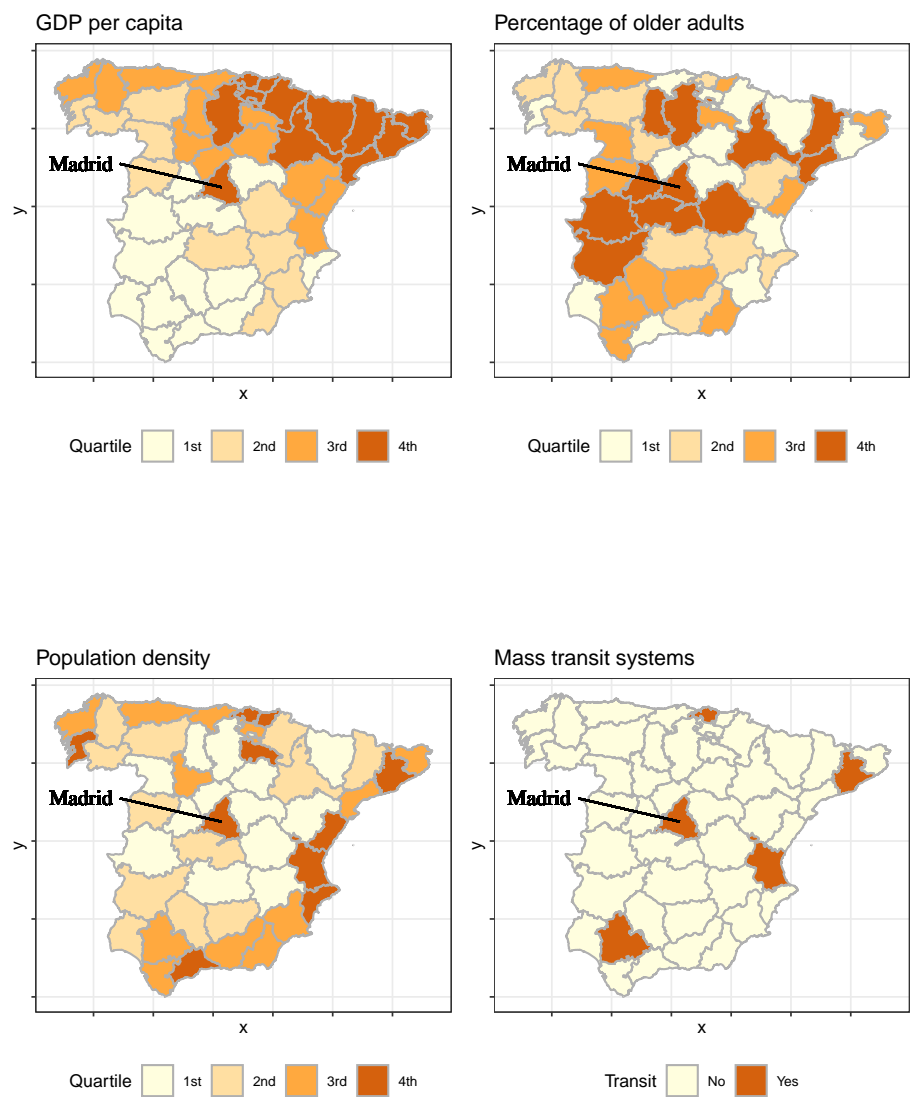 GDP per capita
Percentage of older adults
Madrid
Madrid
y
y
x
x
Quartile 1st 2nd 3rd 4th
Quartile 1st 2nd 3rd 4th
Population density
Mass transit systems
Madrid
Madrid
y
y
x
x
Quartile 1st 2nd 3rd 4th
Transit No Yes